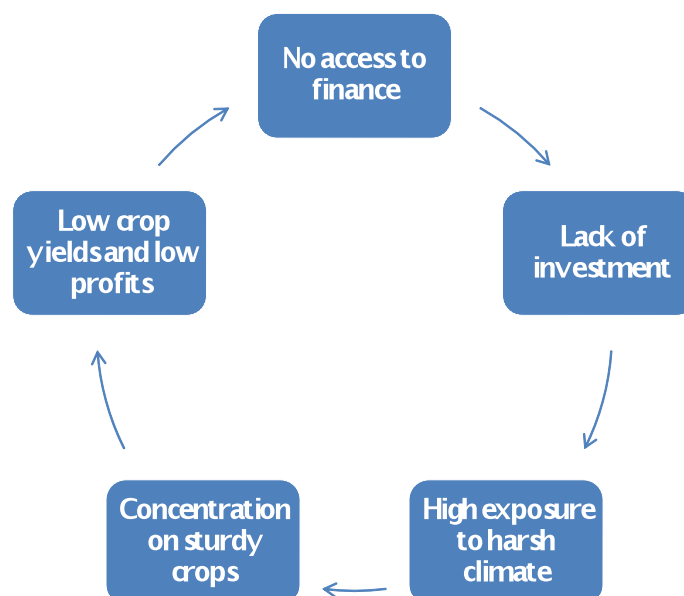 No access to
finance
Lack of
investment
High exposure
to harsh
climate
Concentration
on sturdy
crops
Low crop
yields and low
profits